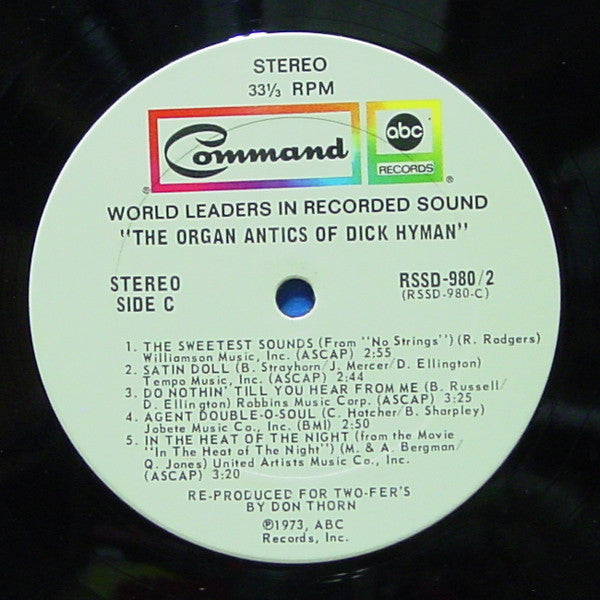 STEREO
33⅓ RPM
Command
abc
RECORDS
®
®
WORLD LEADERS IN RECORDED SOUND
"THE ORGAN ANTICS OF DICK HYMAN"
STEREO
SIDE C
RSSD-980/2
(RSSD-980-C)
1. THE SWEETEST SOUNDS (From "No Strings") (R. Rodgers)
Williamson Music, Inc. (ASCAP) 2:55
2. SATIN DOLL (B. Strayhorn/J. Mercer/D. Ellington)
Tempo Music, Inc. (ASCAP) 2:44
3. DO NOTHIN' TILL YOU HEAR FROM ME (B. Russell/
D. Ellington) Robbins Music Corp. (ASCAP) 3:25
4. AGENT DOUBLE-O-SOUL (C. Hatcher/B. Sharpley)
Jobete Music Co., Inc. (BMI) 2:50
5. IN THE HEAT OF THE NIGHT (from the Movie
"In The Heat of The Night") (M. & A. Bergman/
Q. Jones) United Artists Music Co., Inc.
(ASCAP) 3:20
RE-PRODUCED FOR TWO-FER'S
BY DON THORN
℗1973, ABC
Records, Inc.